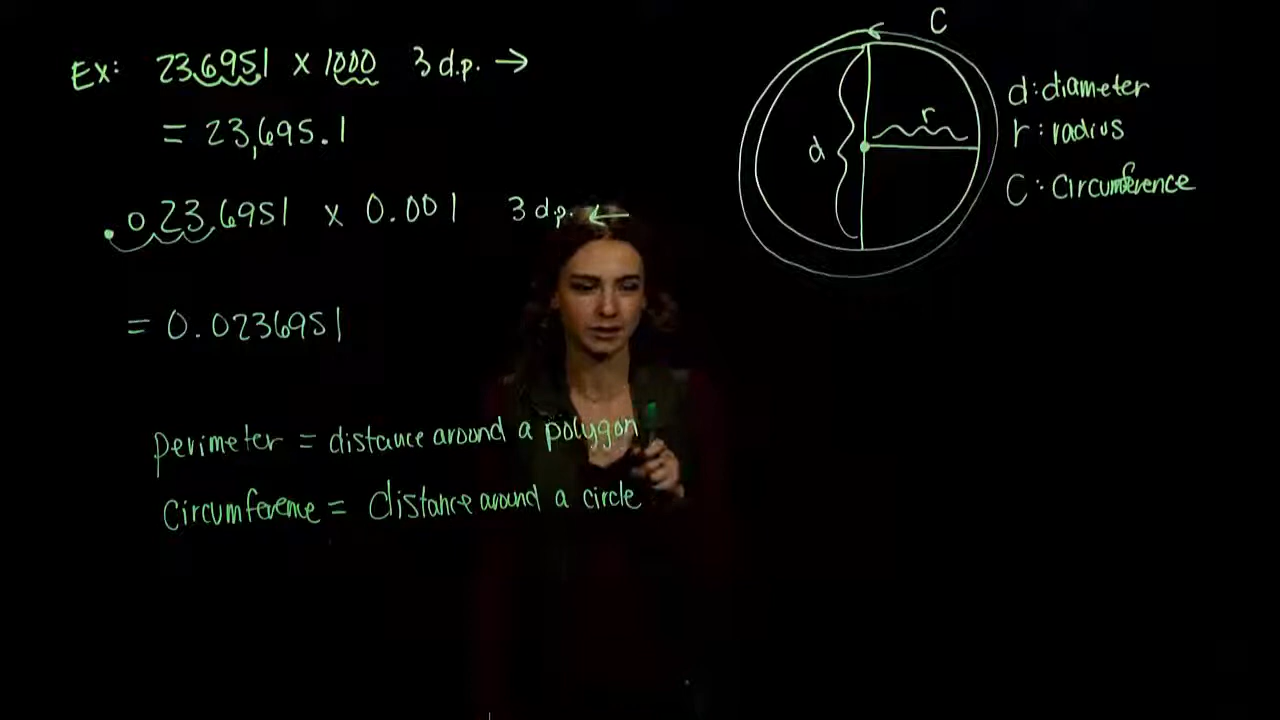 Ex: 23.6951 x 1000 3 d.p. →
= 23,695.1
.023.6951 x 0.001 3 d.p. ←
= 0.0236951
perimeter = distance around a polygon
circumference = distance around a circle
C
d
r
d: diameter
r: radius
C: Circumference